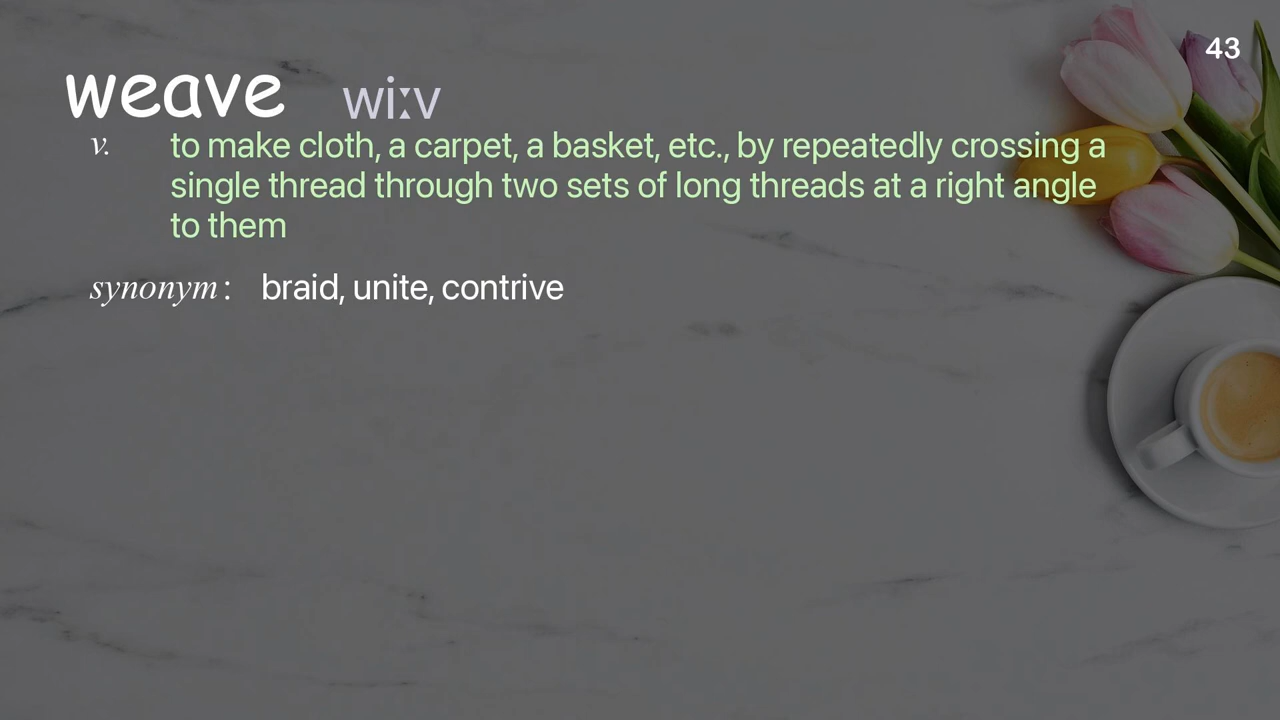 43
weave wiːv
v. to make cloth, a carpet, a basket, etc., by repeatedly crossing a
single thread through two sets of long threads at a right angle
to them
synonym: braid, unite, contrive